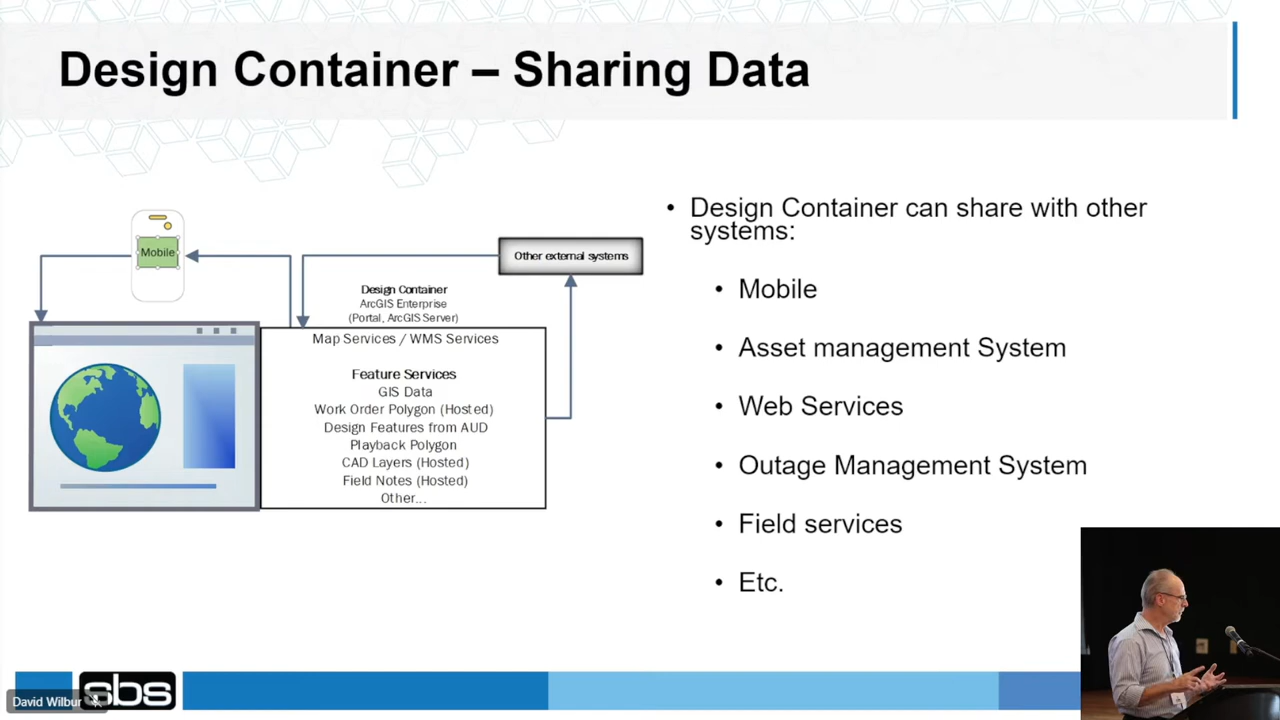 Design Container – Sharing Data
Mobile
Other external systems
Design Container
ArcGIS Enterprise
(Portal, ArcGIS Server)
Map Services / WMS Services
Feature Services
GIS Data
Work Order Polygon (Hosted)
Design Features from AUD
Playback Polygon
CAD Layers (Hosted)
Field Notes (Hosted)
Other...
• Design Container can share with other
systems:
• Mobile
• Asset management System
• Web Services
• Outage Management System
• Field services
• Etc.
sbs
David Wilbur